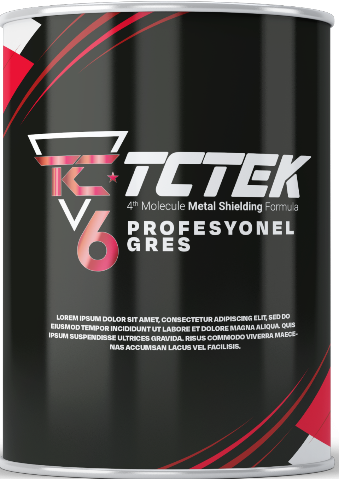 TC TCTEK
4th Molecule Metal Shielding Formula
6 PROFESYONEL
GRES
LOREM IPSUM DOLOR SIT AMET, CONSECTETUR ADIPISCING ELIT, SED DO
EIUSMOD TEMPOR INCIDIDUNT UT LABORE ET DOLORE MAGNA ALIQUA. QUIS
IPSUM SUSPENDISSE ULTRICES GRAVIDA. RISUS COMMODO VIVERRA MAECE-
NAS ACCUMSAN LACUS VEL FACILISIS.